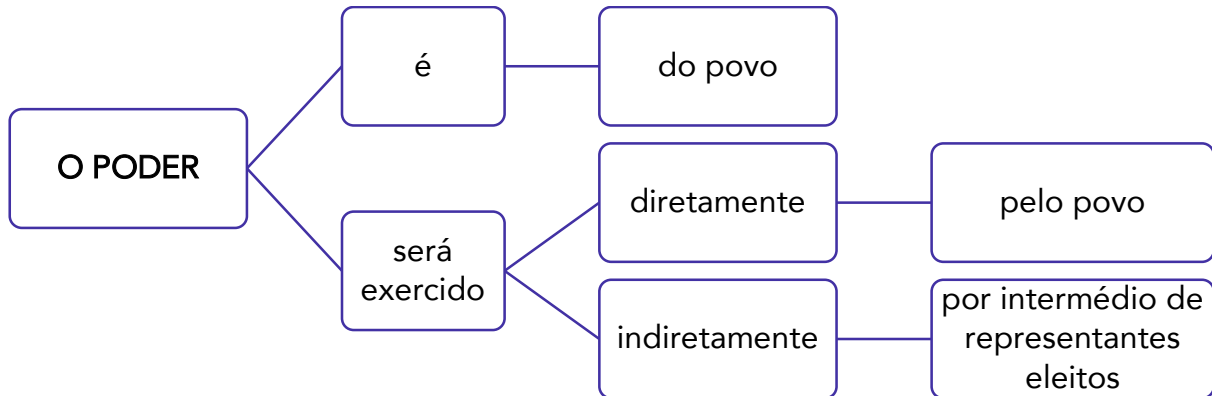 O PODER
é
do povo
será
exercido
diretamente
pelo povo
indiretamente
por intermédio de
representantes
eleitos